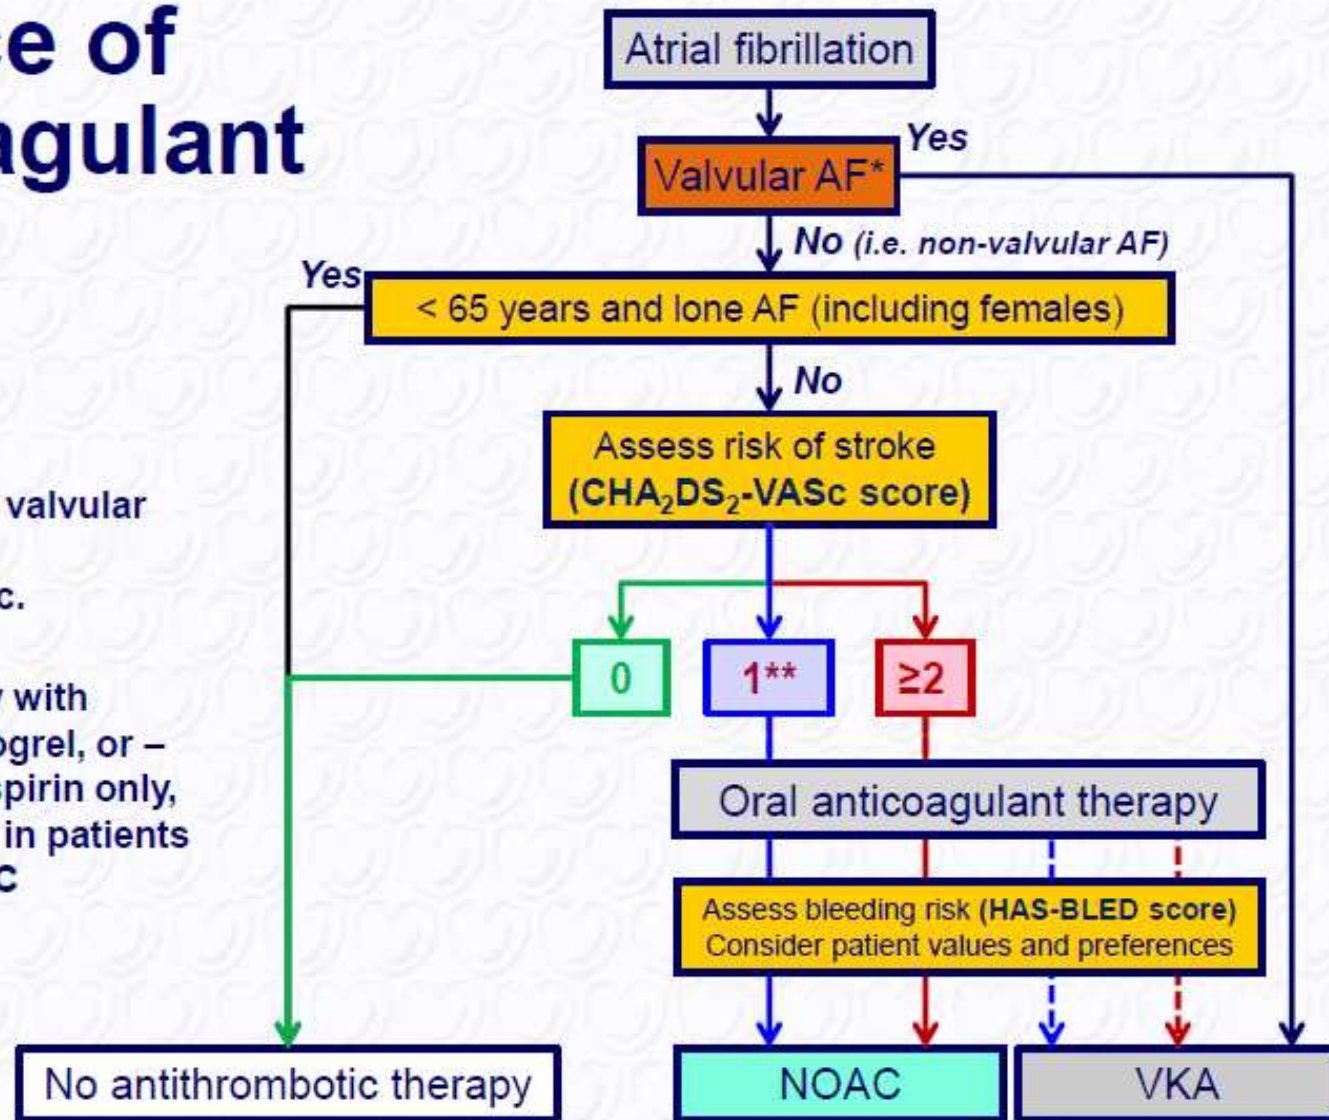 ce of
agulant
Atrial fibrillation
Valvular AF*
Yes
No (i.e. non-valvular AF)
Yes
< 65 years and lone AF (including females)
No
Assess risk of stroke
(CHA₂DS₂-VASc score)
valvular
c.
with
ogrel, or –
spirin only,
in patients
C
0
1**
≥2
Oral anticoagulant therapy
Assess bleeding risk (HAS-BLED score)
Consider patient values and preferences
No antithrombotic therapy
NOAC
VKA